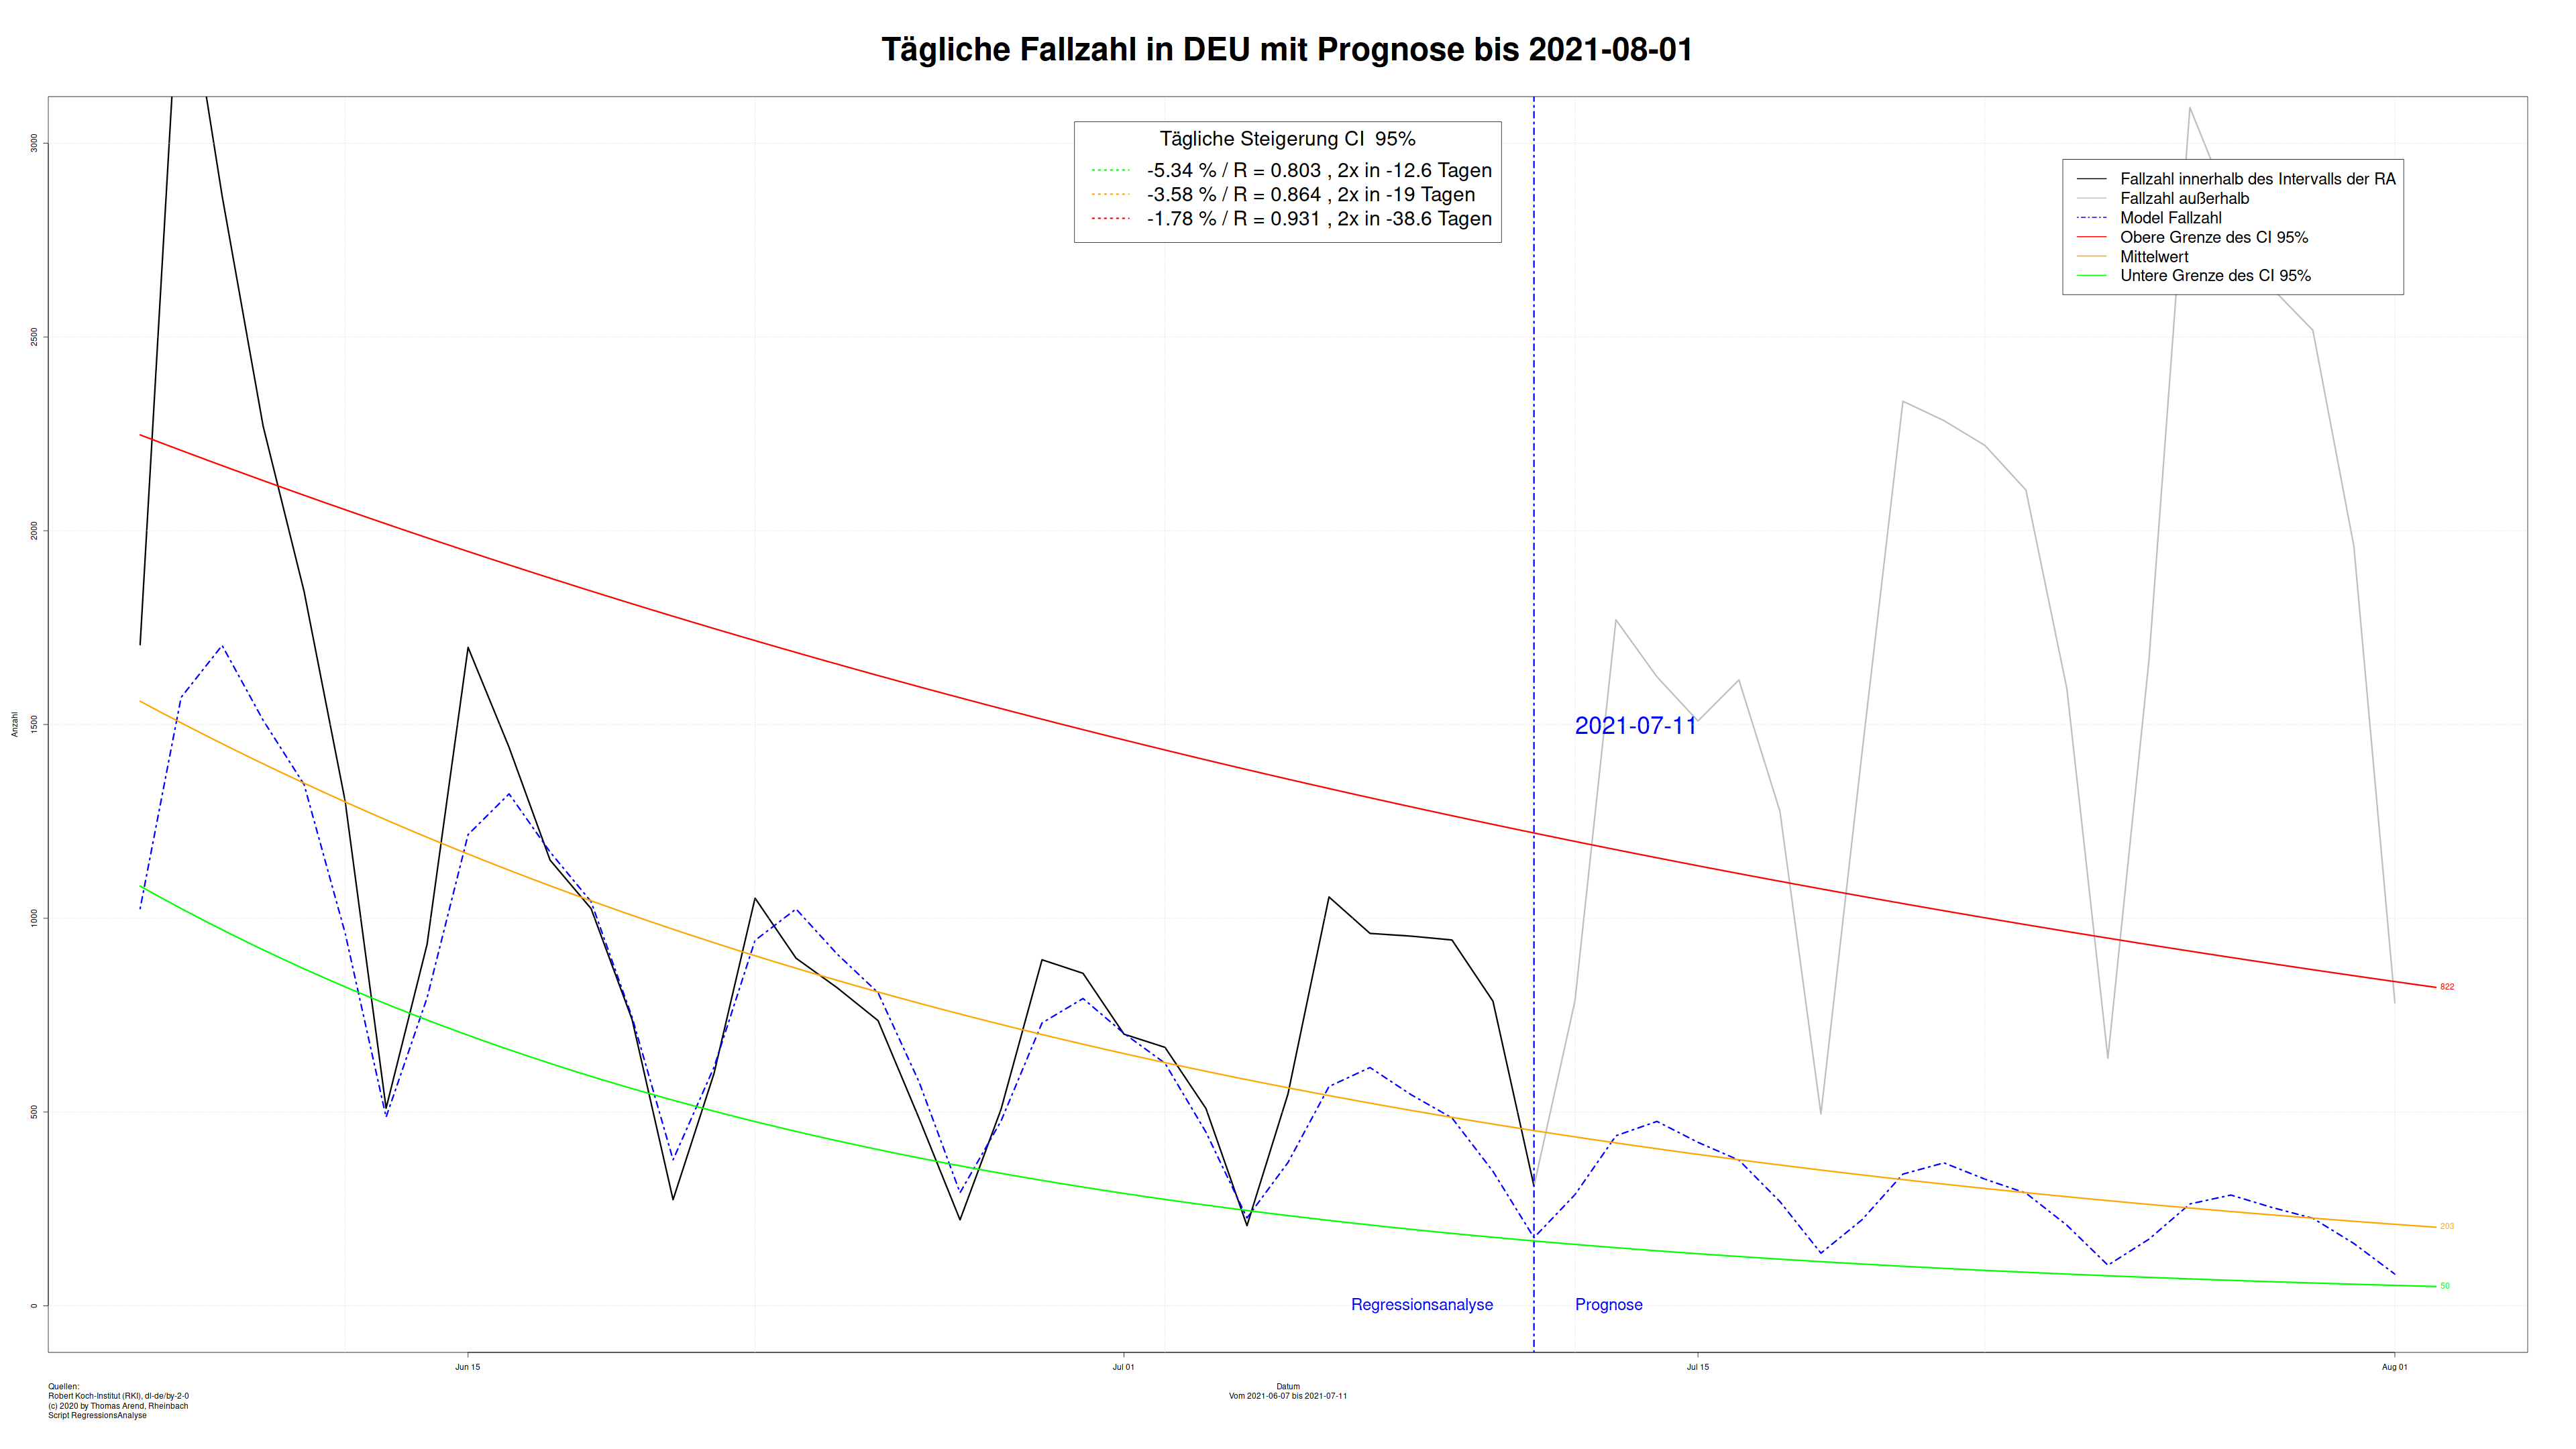 Tägliche Fallzahl in DEU mit Prognose bis 2021-08-01
Tägliche Steigerung CI 95%
-5.34 % / R = 0.803 , 2x in -12.6 Tagen
-3.58 % / R = 0.864 , 2x in -19 Tagen
-1.78 % / R = 0.931 , 2x in -38.6 Tagen
Fallzahl innerhalb des Intervalls der RA
Fallzahl außerhalb
Model Fallzahl
Obere Grenze des CI 95%
Mittelwert
Untere Grenze des CI 95%
Anzahl
3000
2500
2000
1500
1000
500
0
2021-07-11
822
203
50
Regressionsanalyse
Prognose
Jun 15
Jul 01
Jul 15
Aug 01
Datum
Vom 2021-06-07 bis 2021-07-11
Quellen:
Robert Koch-Institut (RKI), dl-de/by-2-0
(c) 2020 by Thomas Arend, Rheinbach
Script RegressionsAnalyse